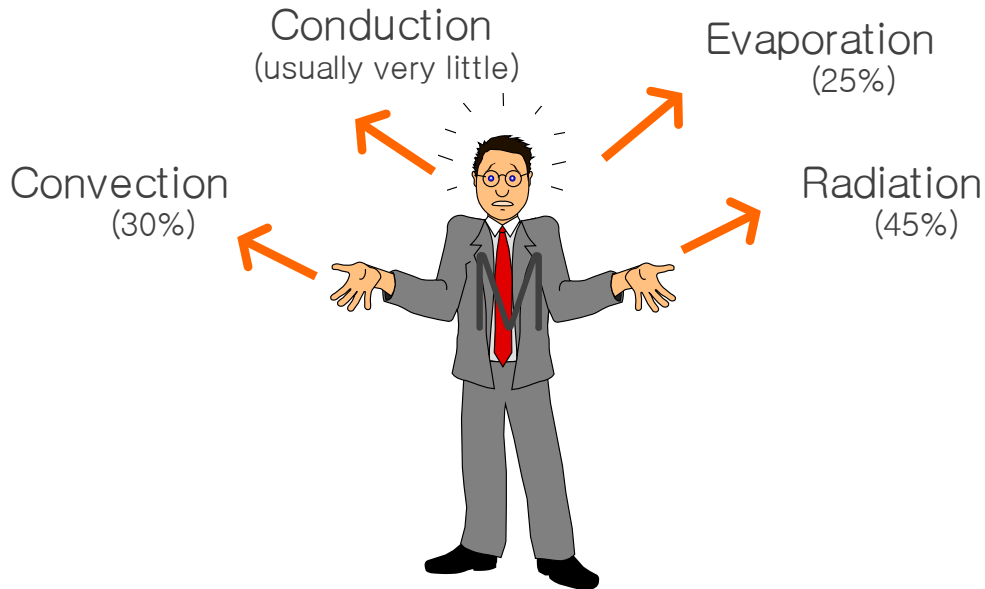 Conduction
(usually very little)
Evaporation
(25%)
Convection
(30%)
Radiation
(45%)
M